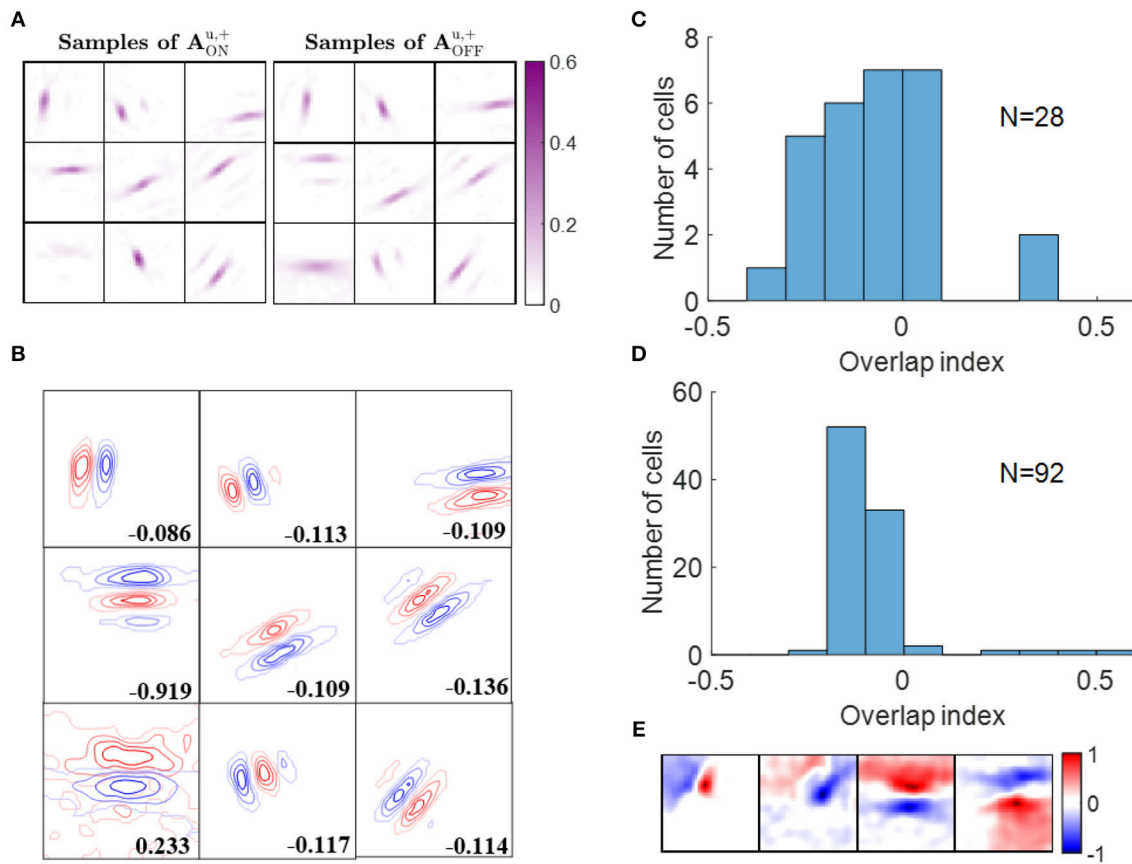 A
Samples of A^{u,+}_{ON}
Samples of A^{u,+}_{OFF}
0.6
0.4
0.2
0
B
-0.086
-0.113
-0.109
-0.919
-0.109
-0.136
0.233
-0.117
-0.114
C
Number of cells
8
6
4
2
0
N=28
-0.5
0
0.5
Overlap index
D
Number of cells
60
40
20
0
N=92
-0.5
0
0.5
Overlap index
E
1
0
-1